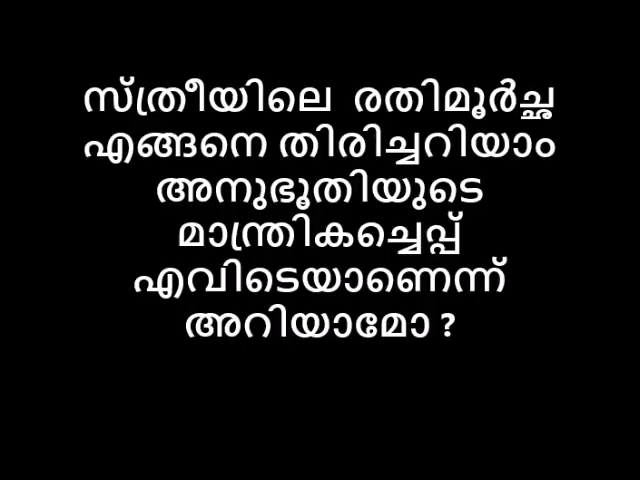 സ്ത്രീയിലെ രതിമൂർച്ഛ
എങ്ങനെ തിരിച്ചറിയാം
അനുഭൂതിയുടെ
മാന്ത്രികച്ചെപ്പ്
എവിടെയാണെന്ന്
അറിയാമോ ?